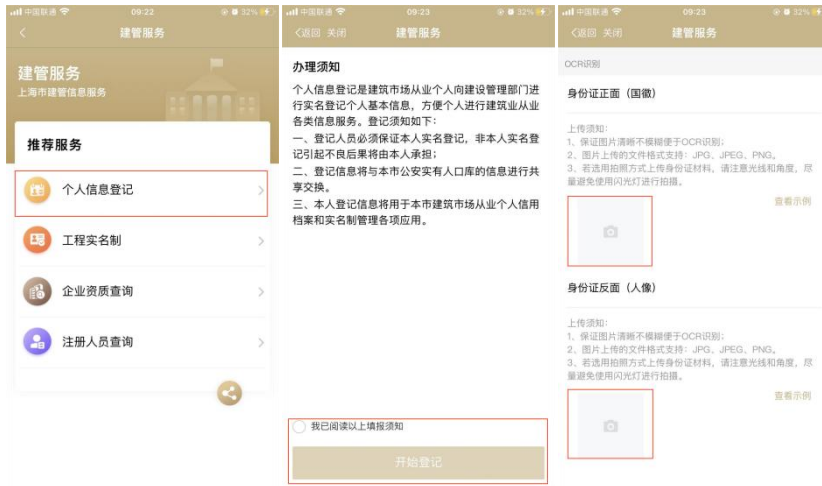 中国联通 09:22 32%
建管服务
建管服务
上海市建管信息服务
推荐服务
个人信息登记
工程实名制
企业资质查询
注册人员查询
中国联通 09:23 32%
返回 关闭 建管服务
办理须知
个人信息登记是建筑市场从业个人向建设管理部门进
行实名登记个人基本信息，方便个人进行建筑业从业
各类信息服务。登记须知如下：
一、登记人员必须保证本人实名登记，非本人实名登
记引起不良后果将由本人承担；
二、登记信息将与本市公安实有人口库的信息进行共
享交换。
三、本人登记信息将用于本市建筑市场从业个人信用
档案和实名制管理各项应用。
我已阅读以上填报须知
开始登记
中国联通 09:23 32%
返回 关闭 建管服务
OCR识别
身份证正面（国徽）
上传须知：
1、保证图片清晰不模糊便于OCR识别；
2、图片上传的文件格式支持：JPG、JPEG、PNG。
3、若选用拍照方式上传身份证材料，请注意光线和角度，尽
量避免使用闪光灯进行拍摄。
查看示例
身份证反面（人像）
上传须知：
1、保证图片清晰不模糊便于OCR识别；
2、图片上传的文件格式支持：JPG、JPEG、PNG。
3、若选用拍照方式上传身份证材料，请注意光线和角度，尽
量避免使用闪光灯进行拍摄。
查看示例